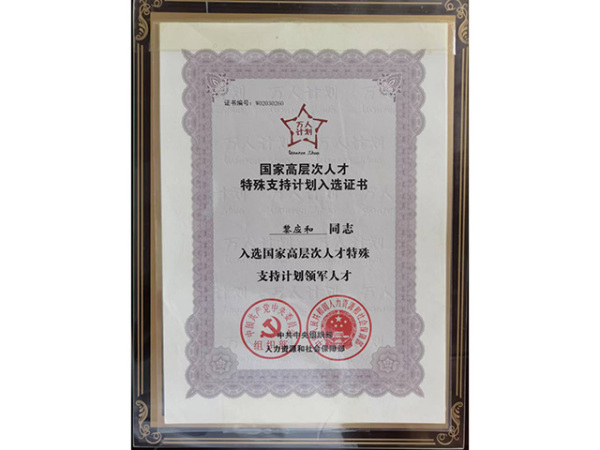 证书编号：W02030260
万人
计划
国家高层次人才
特殊支持计划入选证书
黎应和 同志
入选国家高层次人才特殊
支持计划领军人才
中共中央组织部
人力资源和社会保障部